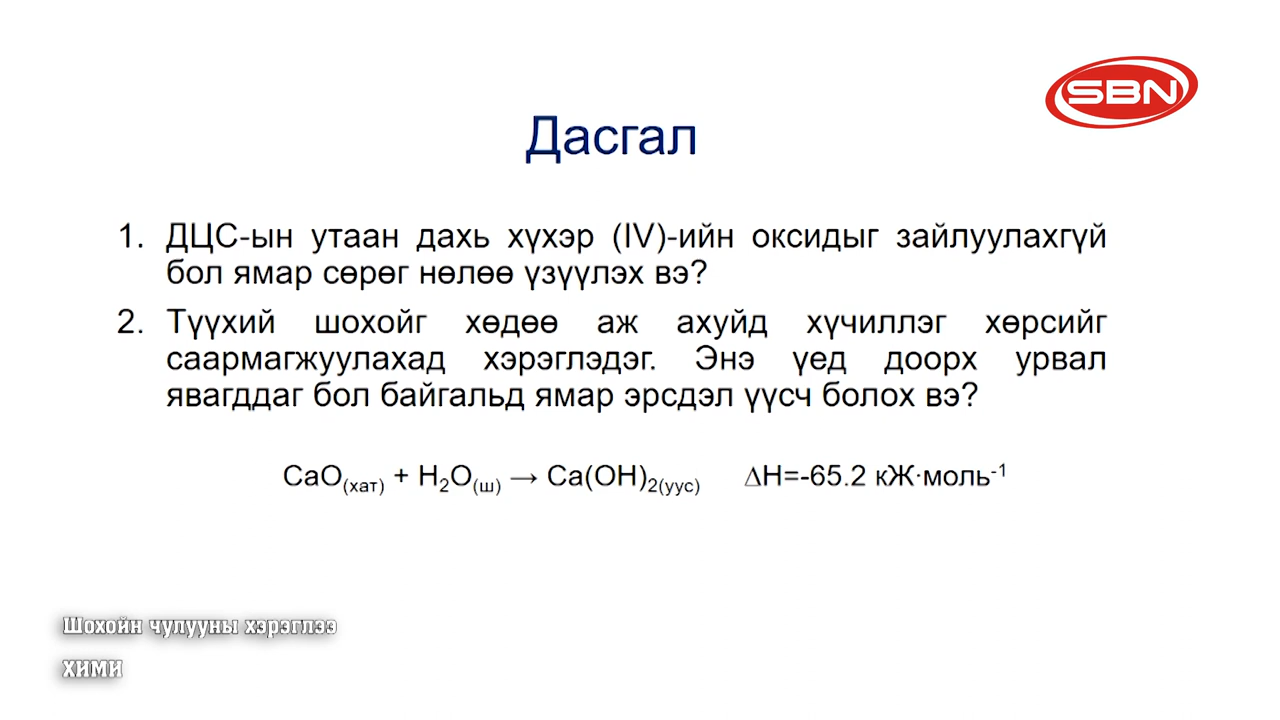 SBN
Дасгал
1. ДЦС-ын утаан дахь хүхэр (IV)-ийн оксидыг зайлуулахгүй
бол ямар сөрөг нөлөө үзүүлэх вэ?
2. Түүхий шохойг хөдөө аж ахуйд хүчиллэг хөрсийг
саармагжуулахад хэрэглэдэг. Энэ үед доорх урвал
явагддаг бол байгальд ямар эрсдэл үүсч болох вэ?
CaO(хат) + H₂O(ш) → Ca(OH)₂(уус) ∆H=-65.2 кЖ·моль⁻¹
Шохойн чулууны хэрэглээ
ХИМИ